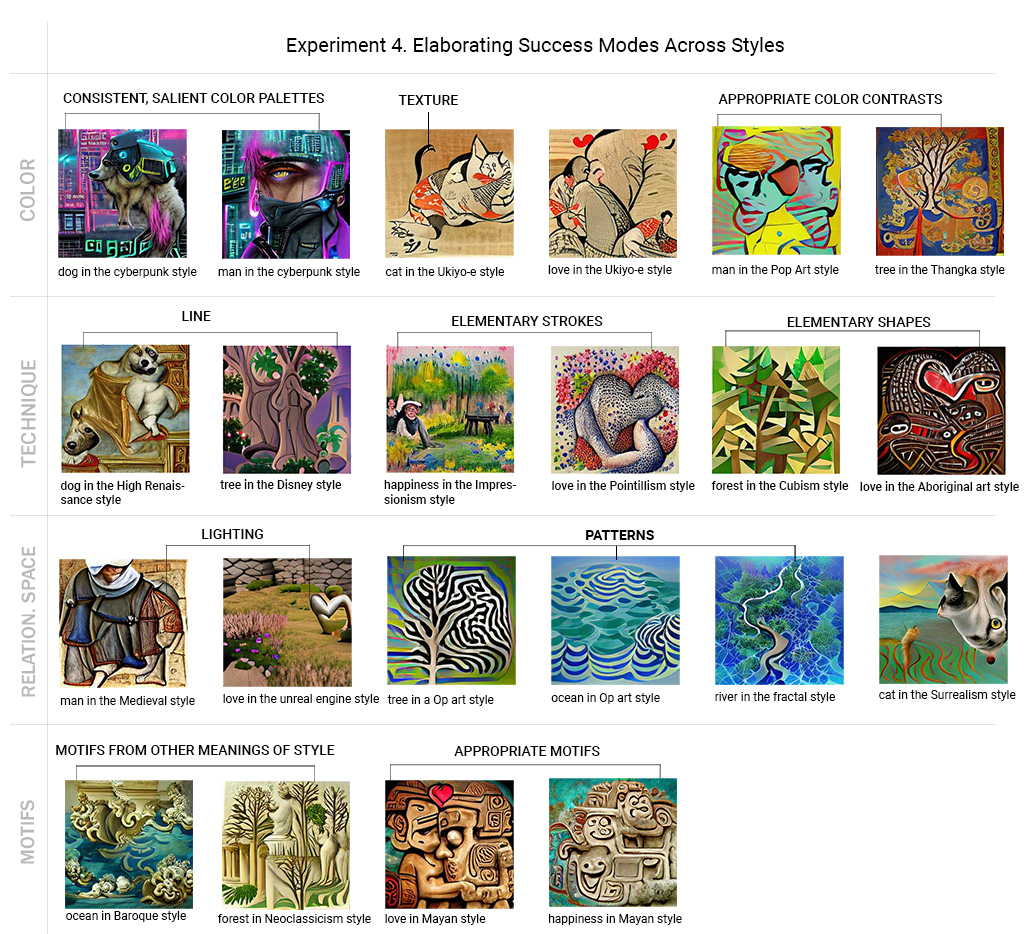 Experiment 4. Elaborating Success Modes Across Styles
COLOR
CONSISTENT, SALIENT COLOR PALETTES
TEXTURE
APPROPRIATE COLOR CONTRASTS
dog in the cyberpunk style
man in the cyberpunk style
cat in the Ukiyo-e style
love in the Ukiyo-e style
man in the Pop Art style
tree in the Thangka style
TECHNIQUE
LINE
ELEMENTARY STROKES
ELEMENTARY SHAPES
dog in the High Renais-
sance style
tree in the Disney style
happiness in the Impres-
sionism style
love in the Pointillism style
forest in the Cubism style
love in the Aboriginal art style
RELATION. SPACE
LIGHTING
PATTERNS
man in the Medieval style
love in the unreal engine style
tree in a Op art style
ocean in Op art style
river in the fractal style
cat in the Surrealism style
MOTIFS
MOTIFS FROM OTHER MEANINGS OF STYLE
APPROPRIATE MOTIFS
ocean in Baroque style
forest in Neoclassicism style
love in Mayan style
happiness in Mayan style